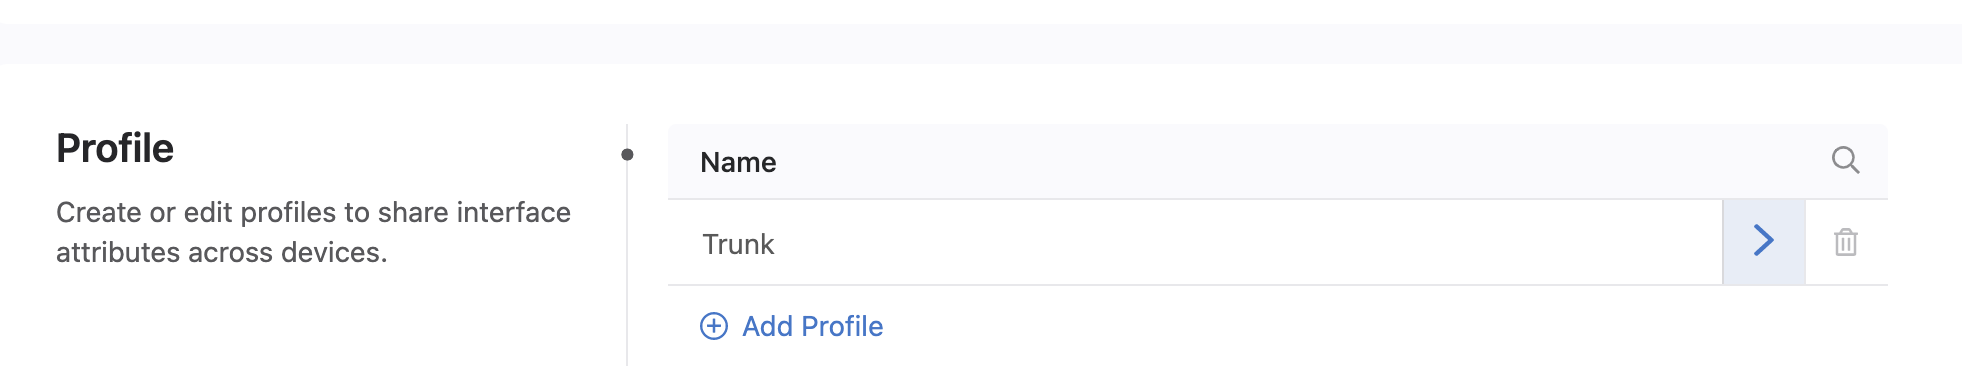 Profile
Create or edit profiles to share interface
attributes across devices.
Name
Trunk
Add Profile